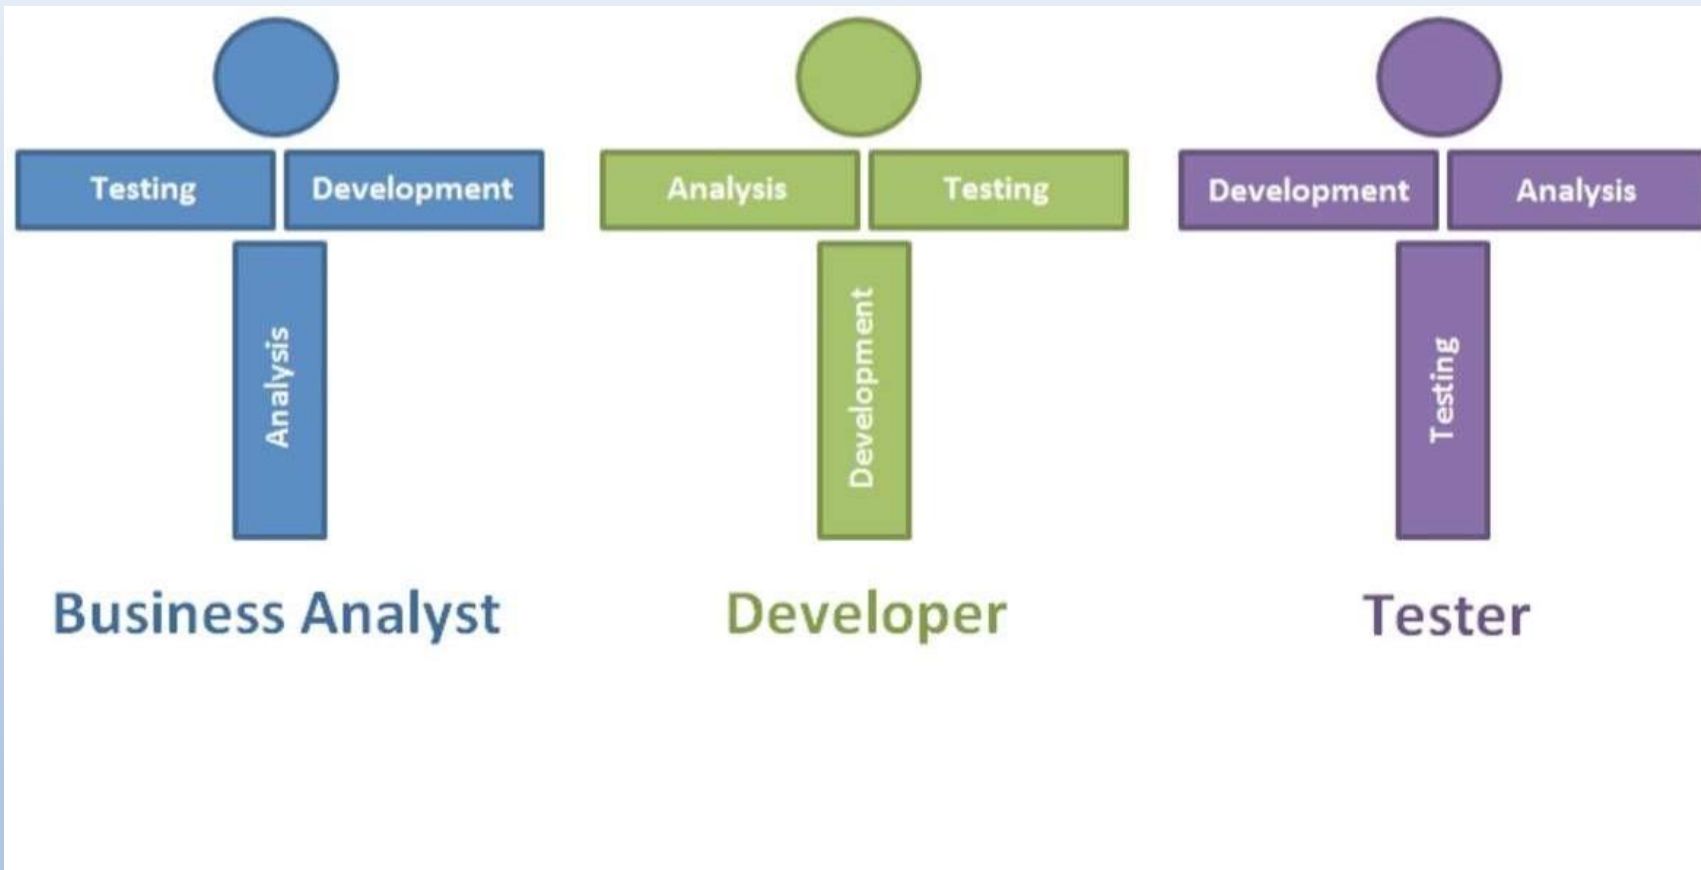 Testing Development
Analysis
Business Analyst
Analysis Testing
Development
Developer
Development Analysis
Testing
Tester